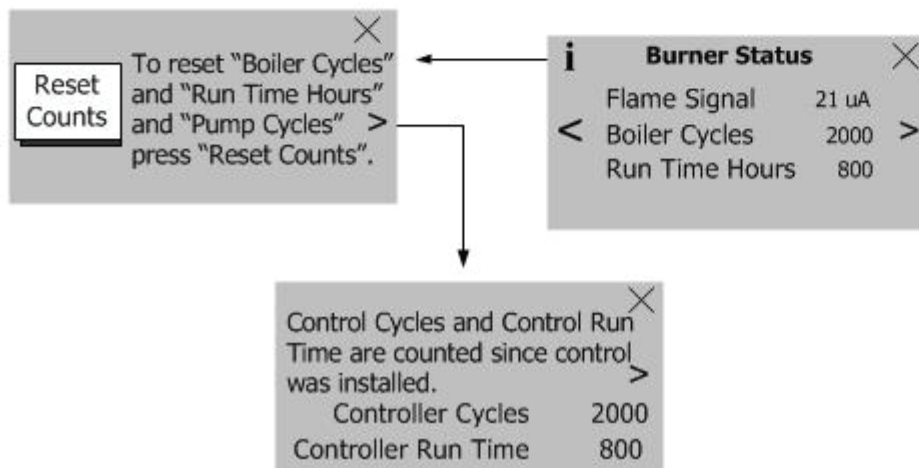 Reset
Counts
To reset “Boiler Cycles”
and “Run Time Hours”
and “Pump Cycles” >
press “Reset Counts”.
i Burner Status
Flame Signal 21 uA
< Boiler Cycles 2000 >
Run Time Hours 800
Control Cycles and Control Run
Time are counted since control
was installed. >
Controller Cycles 2000
Controller Run Time 800